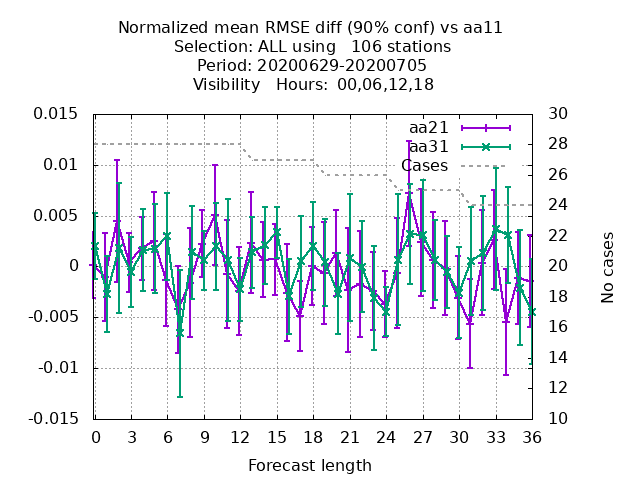 Normalized mean RMSE diff (90% conf) vs aa11
Selection: ALL using   106 stations
Period: 20200629-20200705
Visibility   Hours:  00,06,12,18
0.015
0.01
0.005
0
-0.005
-0.01
-0.015
30
28
26
24
22
20
18
16
14
12
10
aa21
aa31
Cases
No cases
0 3 6 9 12 15 18 21 24 27 30 33 36
Forecast length